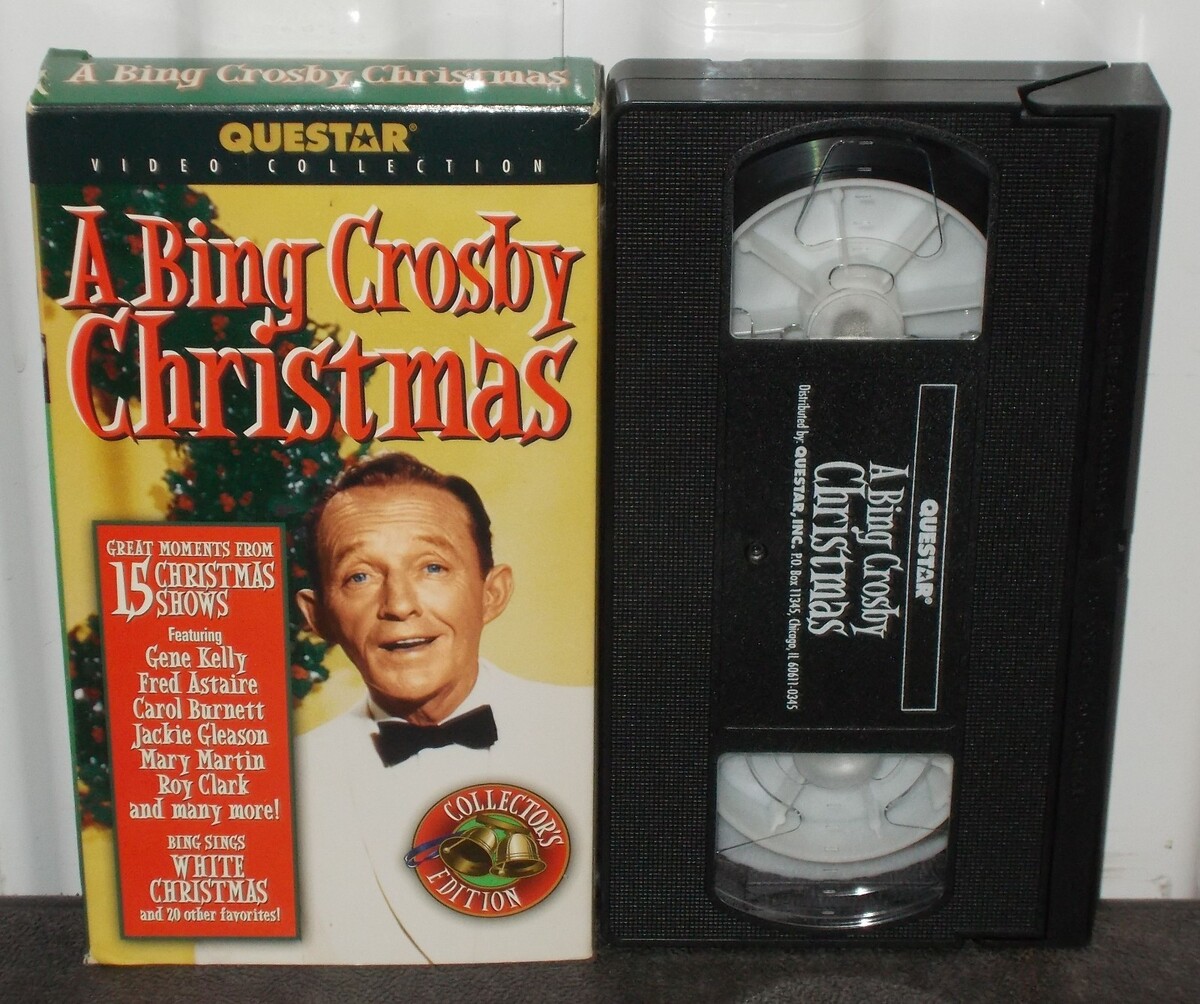 A Bing Crosby Christmas
QUESTAR®
VIDEO COLLECTION
A Bing Crosby
Christmas
GREAT MOMENTS FROM
15 CHRISTMAS
SHOWS
Featuring
Gene Kelly
Fred Astaire
Carol Burnett
Jackie Gleason
Mary Martin
Roy Clark
and many more!
BING SINGS
WHITE
CHRISTMAS
and 20 other favorites!
COLLECTOR'S
EDITION
QUESTAR®
A Bing Crosby
Christmas
Distributed by: QUESTAR, INC. P.O. Box 11345, Chicago, IL 60611-0345